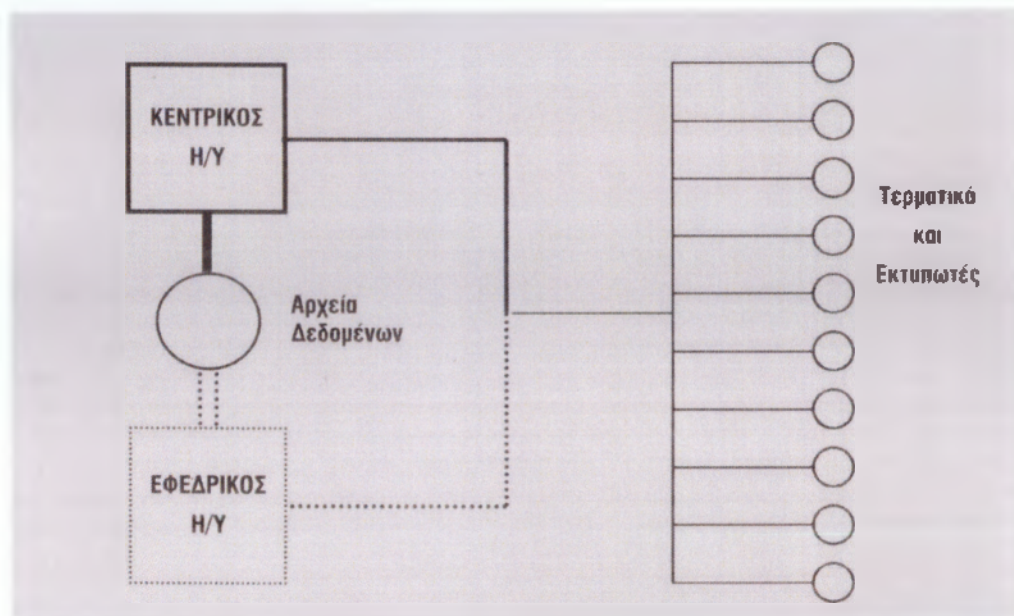 ΚΕΝΤΡΙΚΟΣ
Η/Υ
Αρχεία
Δεδομένων
ΕΦΕΔΡΙΚΟΣ
Η/Υ
Τερματικά
και
Εκτυπωτές